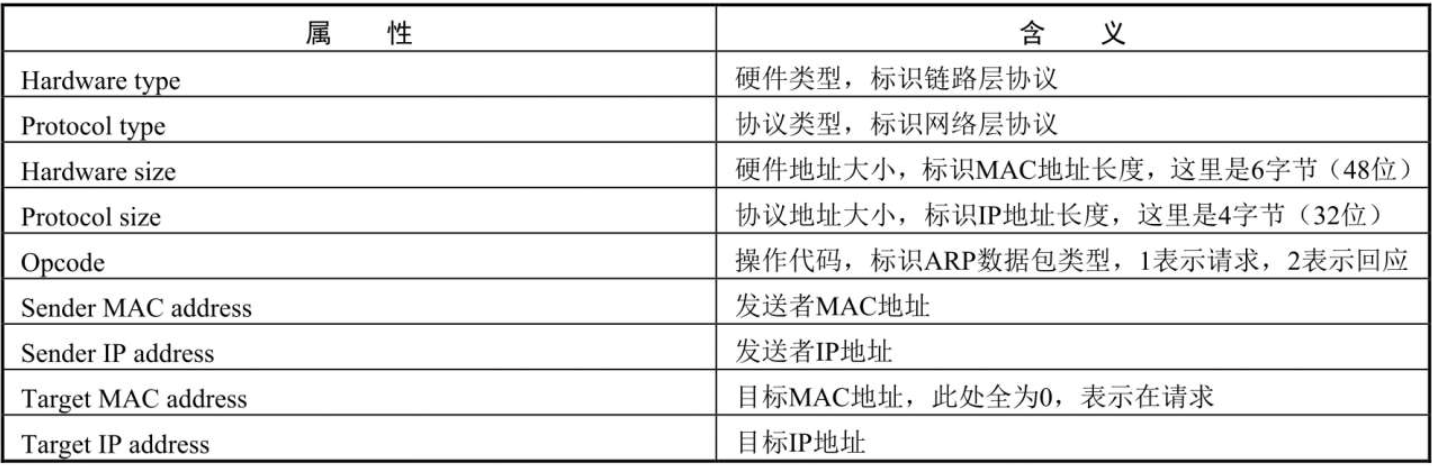 属 性 含 义
Hardware type 硬件类型，标识链路层协议
Protocol type 协议类型，标识网络层协议
Hardware size 硬件地址大小，标识MAC地址长度，这里是6字节（48位）
Protocol size 协议地址大小，标识IP地址长度，这里是4字节（32位）
Opcode 操作代码，标识ARP数据包类型，1表示请求，2表示回应
Sender MAC address 发送者MAC地址
Sender IP address 发送者IP地址
Target MAC address 目标MAC地址，此处全为0，表示在请求
Target IP address 目标IP地址